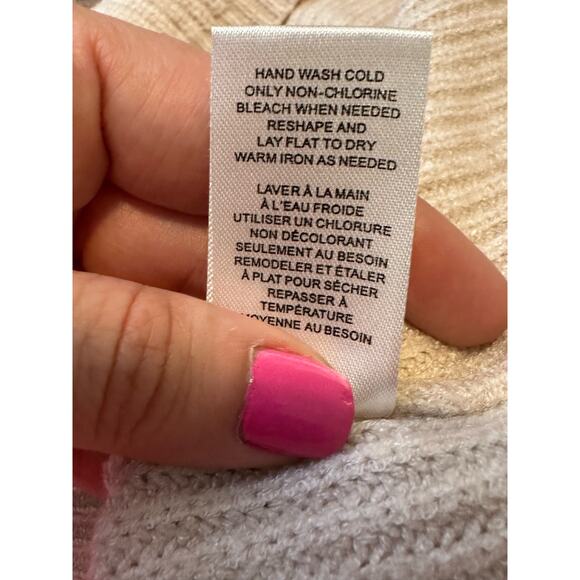 HAND WASH COLD
ONLY NON-CHLORINE
BLEACH WHEN NEEDED
RESHAPE AND
LAY FLAT TO DRY
WARM IRON AS NEEDED
LAVER À LA MAIN
À L'EAU FROIDE
UTILISER UN CHLORURE
NON DÉCOLORANT
SEULEMENT AU BESOIN
REMODELER ET ÉTALER
À PLAT POUR SÉCHER
REPASSER À
TEMPÉRATURE
MOYENNE AU BESOIN